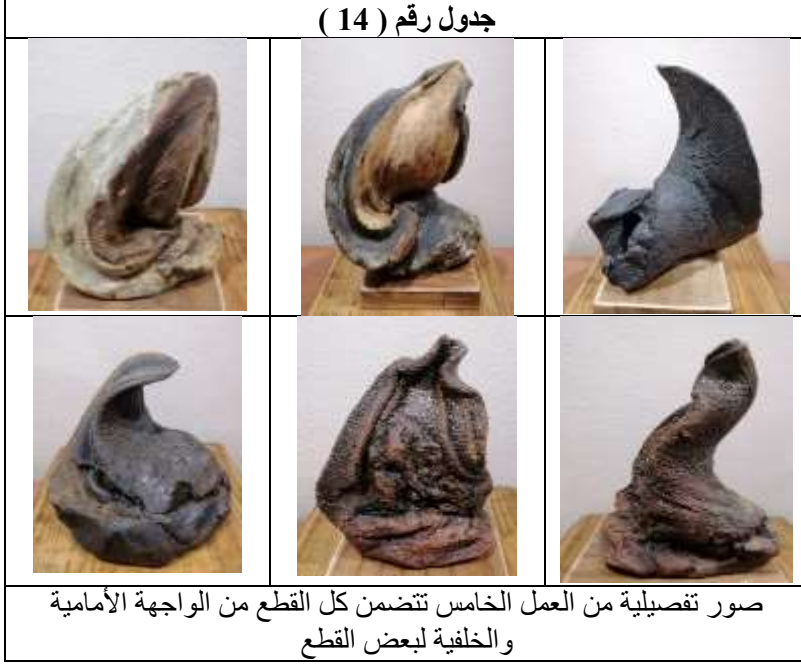 جدول رقم ( 14 )
صور تفصيلية من العمل الخامس تتضمن كل القطع من الواجهة الأمامية
والخلفية لبعض القطع